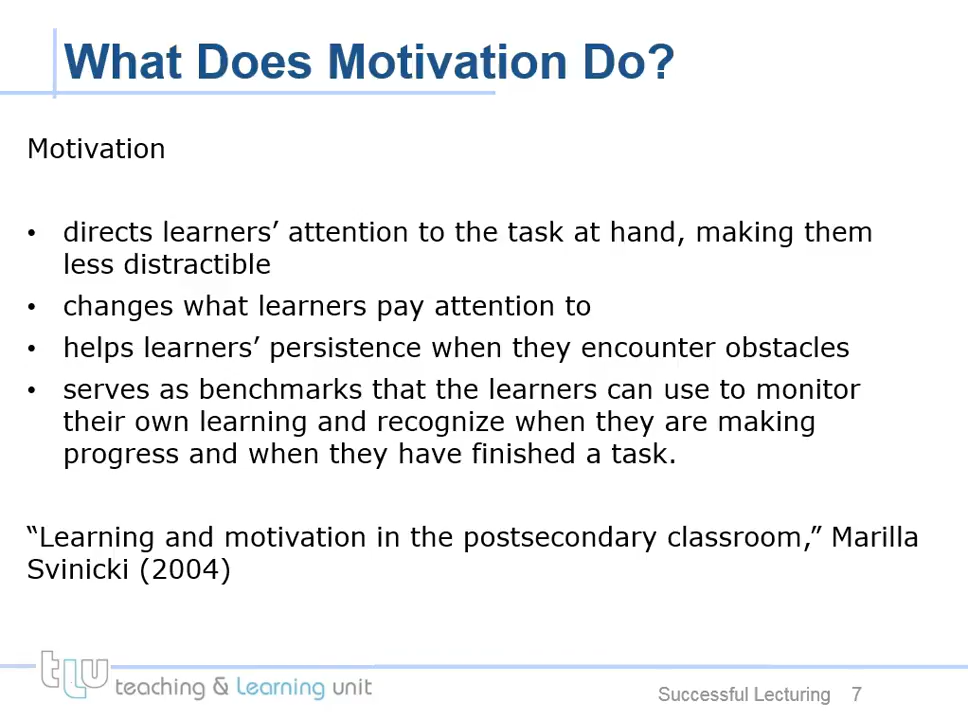 What Does Motivation Do?
Motivation
• directs learners’ attention to the task at hand, making them
less distractible
• changes what learners pay attention to
• helps learners’ persistence when they encounter obstacles
• serves as benchmarks that the learners can use to monitor
their own learning and recognize when they are making
progress and when they have finished a task.
“Learning and motivation in the postsecondary classroom,” Marilla
Svinicki (2004)
tLU teaching & Learning unit
Successful Lecturing 7